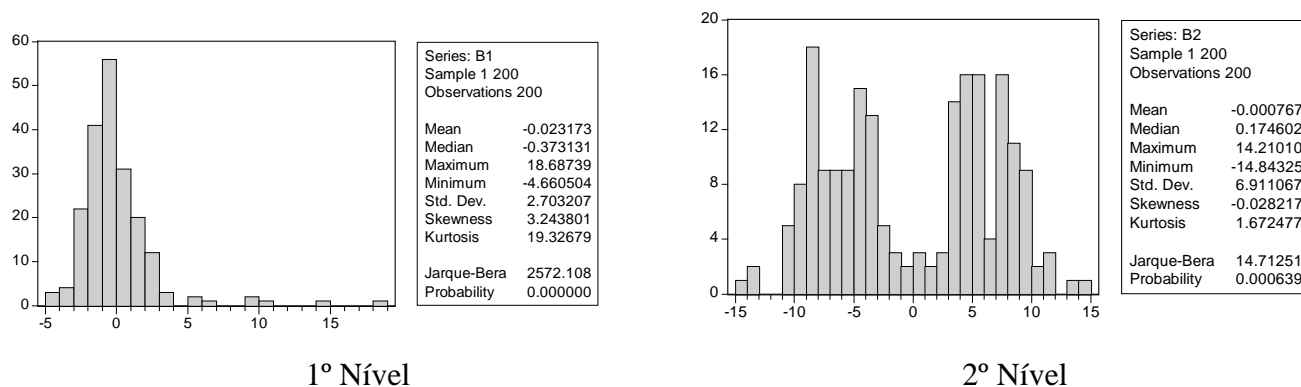 60
50
40
30
20
10
0
-5 0 5 10 15
Series: B1
Sample 1 200
Observations 200
Mean -0.023173
Median -0.373131
Maximum 18.68739
Minimum -4.660504
Std. Dev. 2.703207
Skewness 3.243801
Kurtosis 19.32679
Jarque-Bera 2572.108
Probability 0.000000
1º Nível
20
16
12
8
4
0
-15 -10 -5 0 5 10 15
Series: B2
Sample 1 200
Observations 200
Mean -0.000767
Median 0.174602
Maximum 14.21010
Minimum -14.84325
Std. Dev. 6.911067
Skewness -0.028217
Kurtosis 1.672477
Jarque-Bera 14.71251
Probability 0.000639
2º Nível